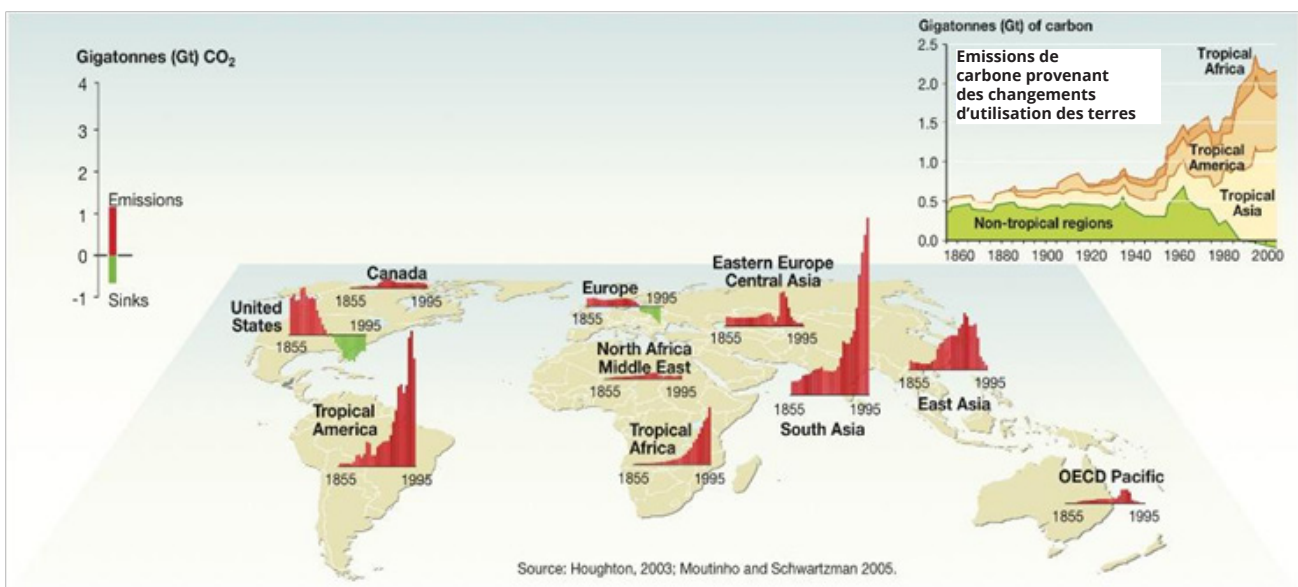 Gigatonnes (Gt) CO₂
4
3
2
1
0
-1
Emissions
Sinks
Gigatonnes (Gt) of carbon
2.5
2.0
1.5
1.0
0.5
0.0
Emissions de
carbone provenant
des changements
d'utilisation des terres
Tropical
Africa
Tropical
America
Tropical
Asia
Non-tropical regions
1860 1880 1900 1920 1940 1960 1980 2000
Canada
1855 1995
United
States
1855 1995
Europe
1855 1995
Eastern Europe
Central Asia
1855 1995
North Africa
Middle East
1855 1995
Tropical
America
1855 1995
Tropical
Africa
1855 1995
1855 1995
South Asia
1855 1995
East Asia
OECD Pacific
1855 1995
Source: Houghton, 2003; Moutinho and Schwartzman 2005.